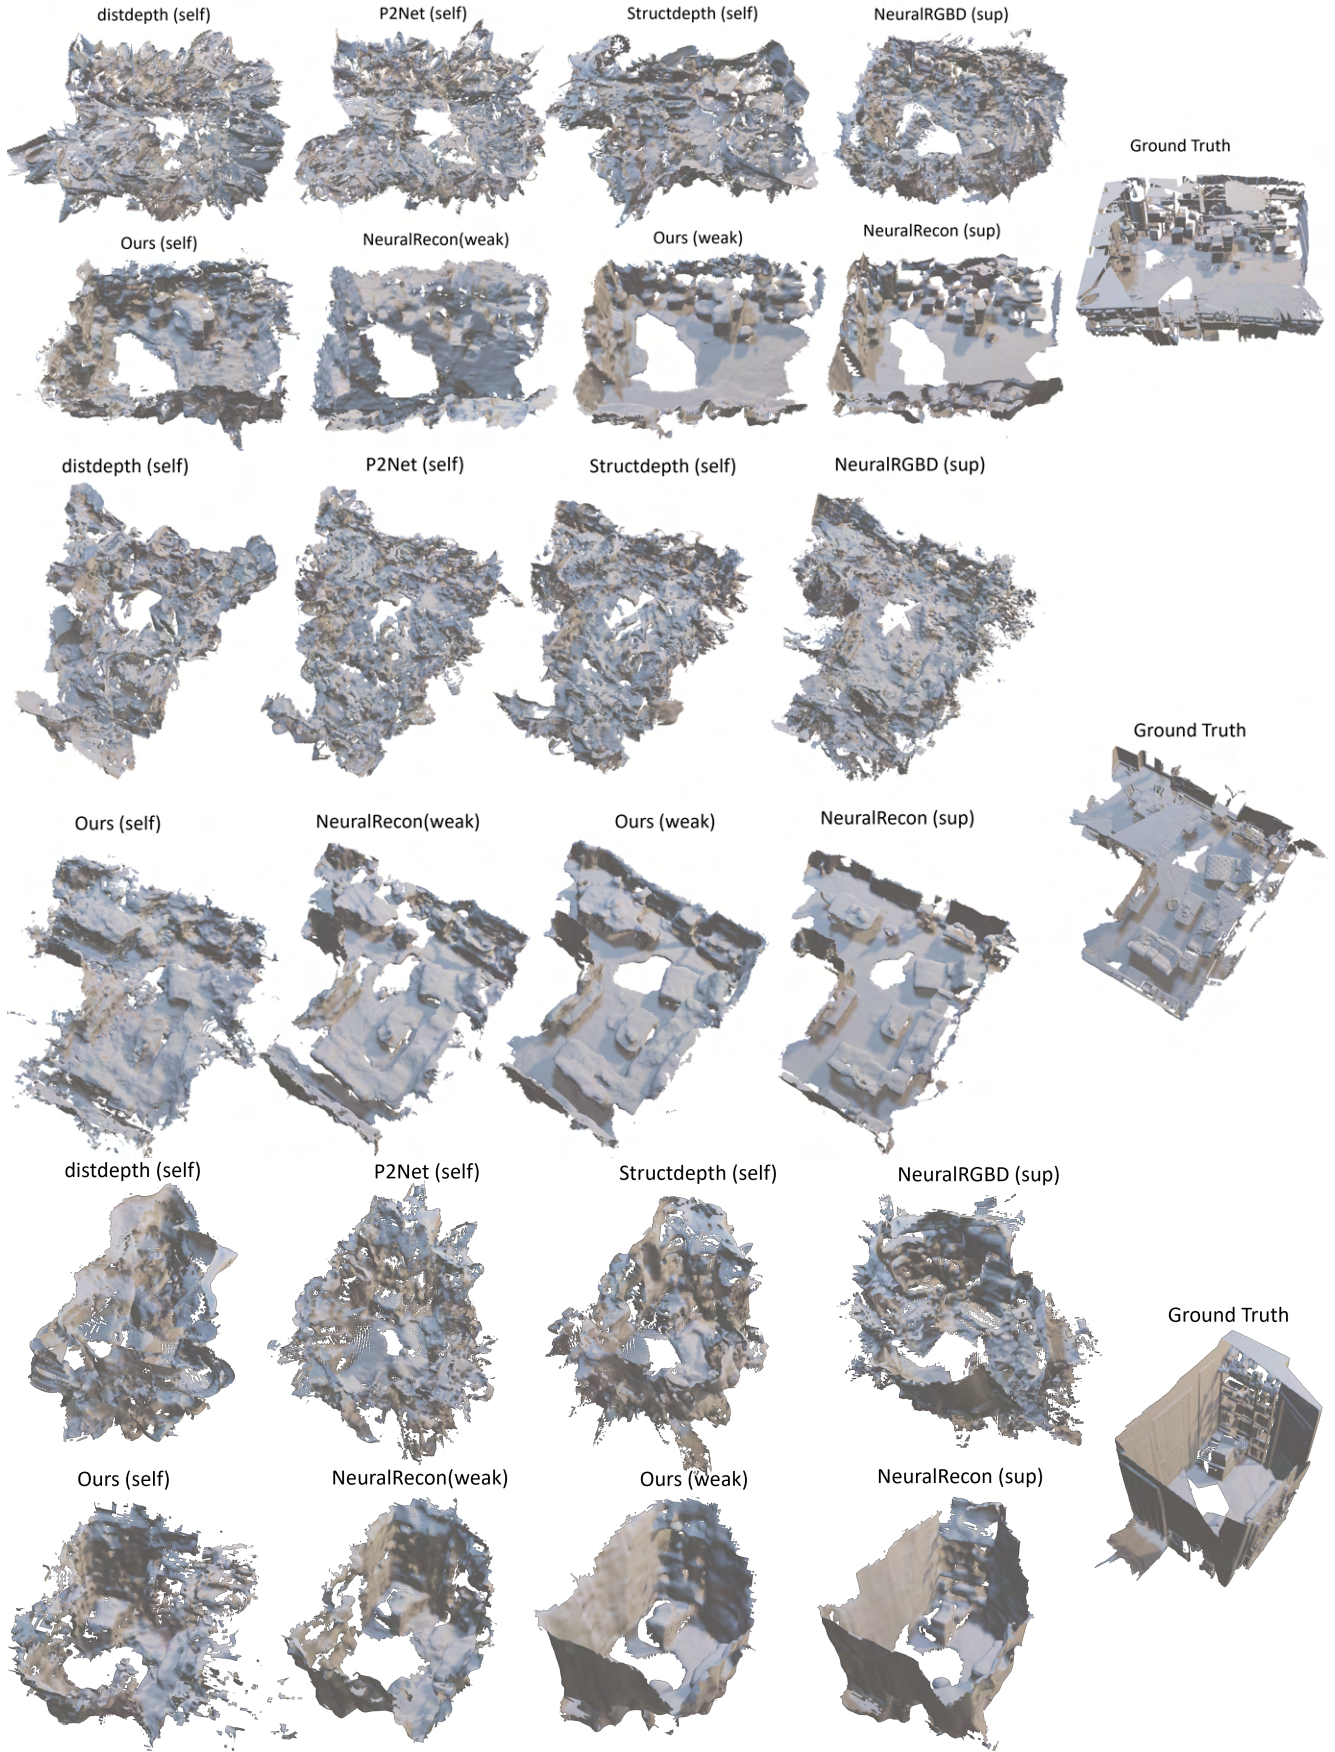 distdepth (self)
P2Net (self)
Structdepth (self)
NeuralRGBD (sup)
Ground Truth
Ours (self)
NeuralRecon(weak)
Ours (weak)
NeuralRecon (sup)
distdepth (self)
P2Net (self)
Structdepth (self)
NeuralRGBD (sup)
Ground Truth
Ours (self)
NeuralRecon(weak)
Ours (weak)
NeuralRecon (sup)
distdepth (self)
P2Net (self)
Structdepth (self)
NeuralRGBD (sup)
Ground Truth
Ours (self)
NeuralRecon(weak)
Ours (weak)
NeuralRecon (sup)